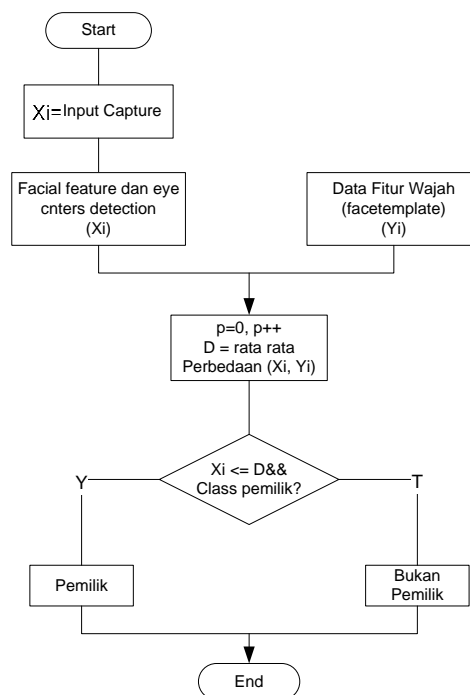 Start
Xi=Input Capture
Facial feature dan eye
cnters detection
(Xi)
Data Fitur Wajah
(facetemplate)
(Yi)
p=0, p++
D = rata rata
Perbedaan (Xi, Yi)
Xi <= D&&
Class pemilik?
Y
T
Pemilik
Bukan
Pemilik
End